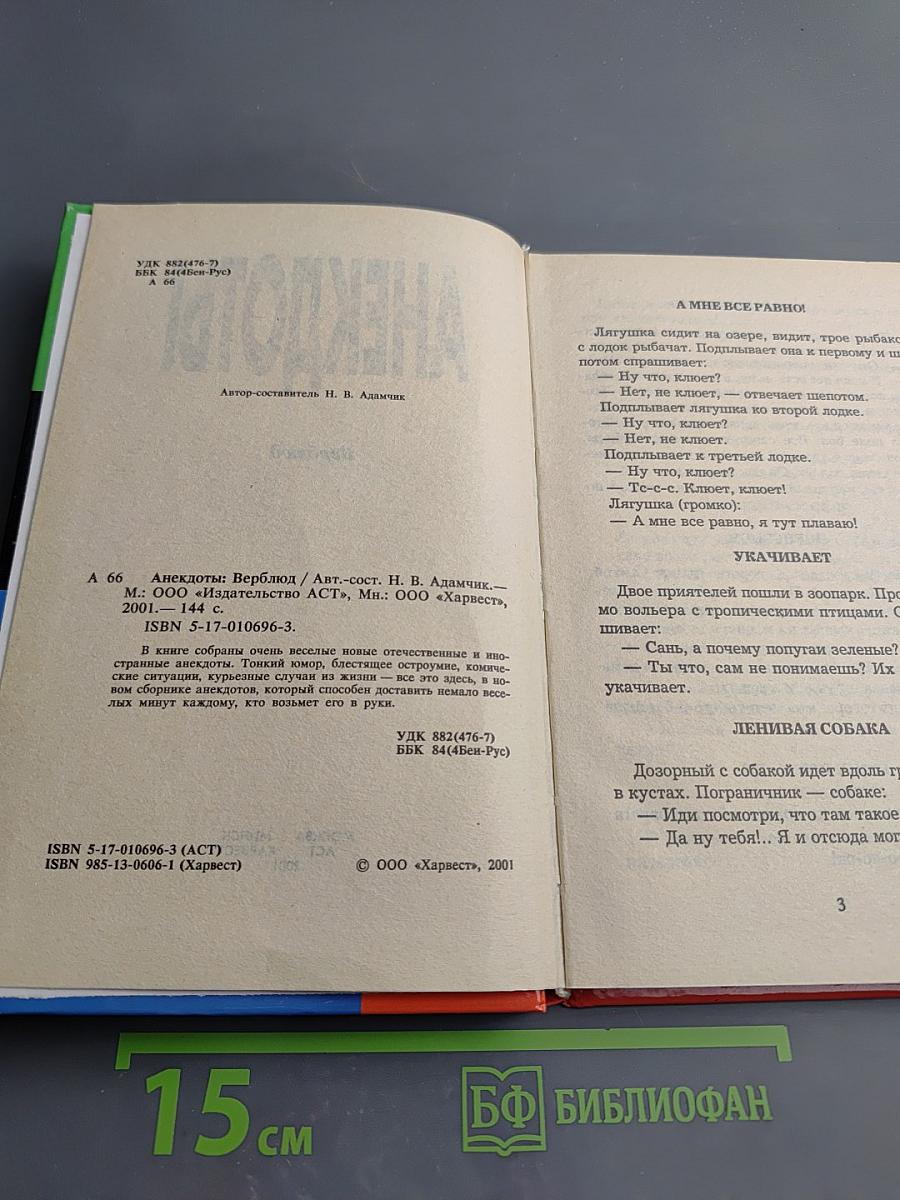 УДК 882(476-7)
ББК 84(4Беи-Рус)
А 66
АНЕКДОТЫ
Автор-составитель Н. В. Адамчик
А 66 Анекдоты: Верблюд / Авт.-сост. Н. В. Адамчик.—
М.: ООО «Издательство АСТ», Мн.: ООО «Харвест»,
2001.— 144 с.
ISBN 5-17-010696-3.
В книге собраны очень веселые новые отечественные и ино-
странные анекдоты. Тонкий юмор, блестящее остроумие, комиче-
ские ситуации, курьезные случаи из жизни — все это здесь, в но-
вом сборнике анекдотов, который способен доставить немало весе-
лых минут каждому, кто возьмет его в руки.
УДК 882(476-7)
ББК 84(4Беи-Рус)
ISBN 5-17-010696-3 (АСТ)
ISBN 985-13-0606-1 (Харвест)
© ООО «Харвест», 2001
А МНЕ ВСЕ РАВНО!
Лягушка сидит на озере, видит, трое
с лодок рыбачат. Подплывает она к первому и
потом спрашивает:
— Ну что, клюет?
— Нет, не клюет, — отвечает шепотом.
Подплывает лягушка ко второй лодке.
— Ну что, клюет?
— Нет, не клюет.
Подплывает к третьей лодке.
— Ну что, клюет?
— Тс-с-с. Клюет, клюет!
Лягушка (громко):
— А мне все равно, я тут плаваю!
УКАЧИВАЕТ
Двое приятелей пошли в зоопарк.
мо вольера с тропическими птицами.
шивает:
— Сань, а почему попугаи зеленые?
— Ты что, сам не понимаешь? Их
укачивает.
ЛЕНИВАЯ СОБАКА
Дозорный с собакой идет вдоль
в кустах. Пограничник — собаке:
— Иди посмотри, что там такое
— Да ну тебя!.. Я и отсюда
3
15 см
БФ БИБЛИОФАН